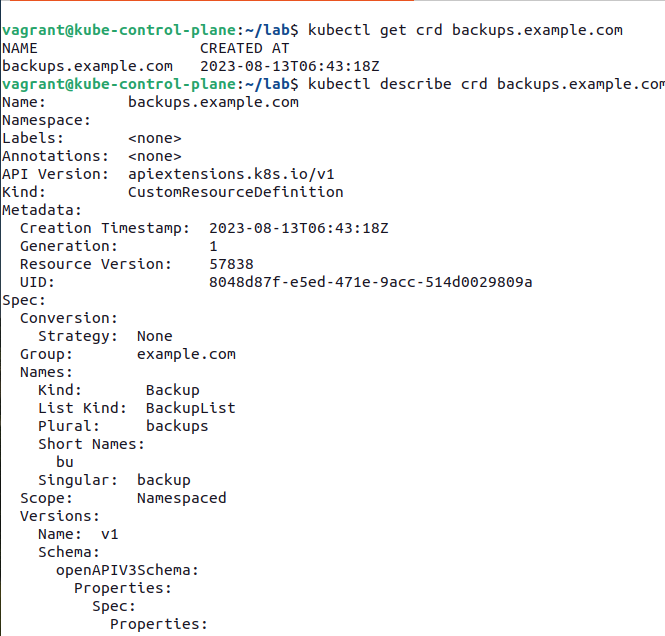 vagrant@kube-control-plane:~/lab$ kubectl get crd backups.example.com
NAME                  CREATED AT
backups.example.com   2023-08-13T06:43:18Z
vagrant@kube-control-plane:~/lab$ kubectl describe crd backups.example.com
Name:         backups.example.com
Namespace:
Labels:       <none>
Annotations:  <none>
API Version:  apiextensions.k8s.io/v1
Kind:         CustomResourceDefinition
Metadata:
  Creation Timestamp:  2023-08-13T06:43:18Z
  Generation:          1
  Resource Version:    57838
  UID:                 8048d87f-e5ed-471e-9acc-514d0029809a
Spec:
  Conversion:
    Strategy:  None
  Group:       example.com
  Names:
    Kind:       Backup
    List Kind:  BackupList
    Plural:     backups
    Short Names:
      bu
    Singular:  backup
  Scope:       Namespaced
  Versions:
    Name:  v1
    Schema:
      openAPIV3Schema:
        Properties:
          Spec:
            Properties: